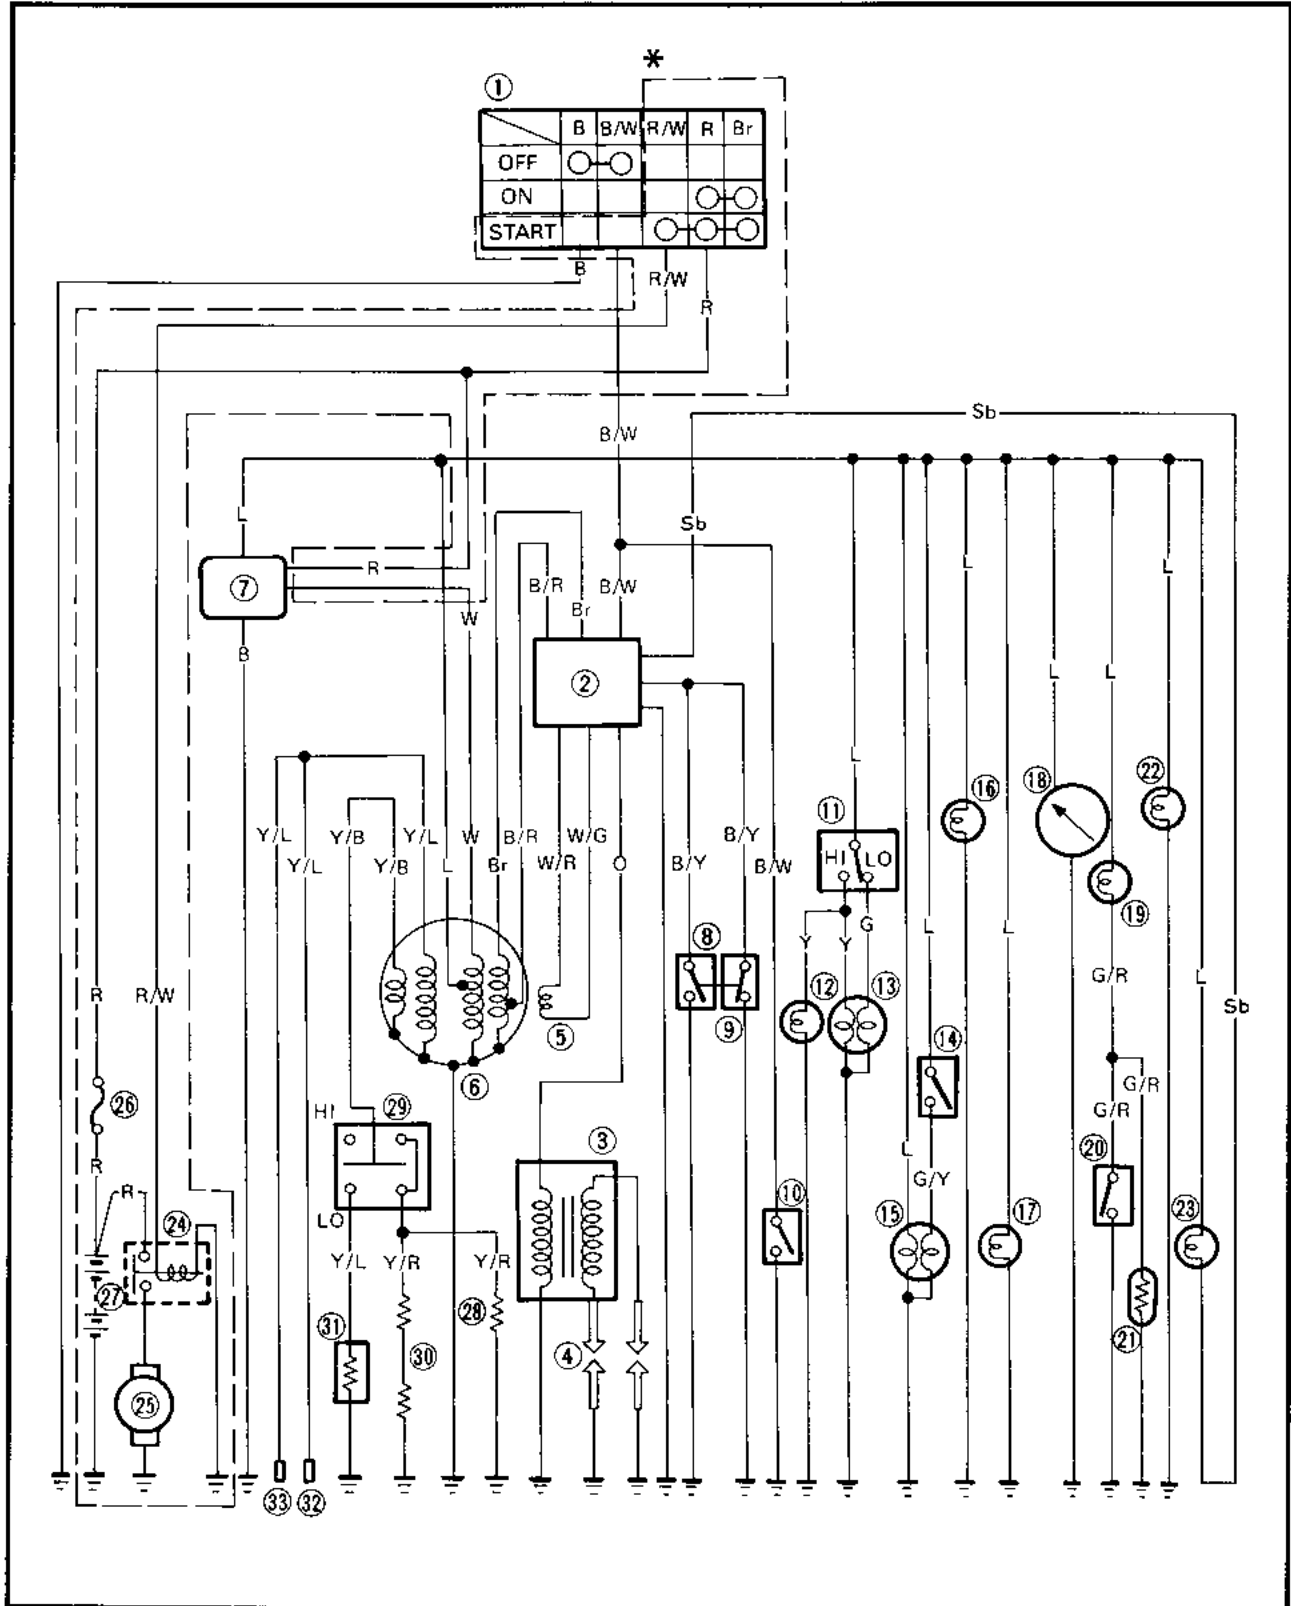 *
①
B B/W R/W R Br
OFF
ON
START
B
R/W
R
Sb
B/W
Sb
L
R
L
L
⑦
B/R
B/W
Br
W
B
②
L
L
L
⑱
⑯
㉒
⑪
Y/L
Y/B
Y/L
W
B/R
W/G
B/Y
HI
LO
Y/L
Y/B
L
Br
W/R
O
B/Y
B/W
⑲
⑧
Y
Y
G
L
L
R
R/W
⑫
⑬
G/R
L
Sb
⑤
⑨
⑭
⑥
㉖
HI
㉙
G/R
G/R
③
L
⑳
R
R
G/Y
㉔
LO
⑩
⑮
⑰
㉓
Y/L
Y/R
Y/R
㉗
㉘
㉛
㉚
④
㉑
㉕
㉝
㉜